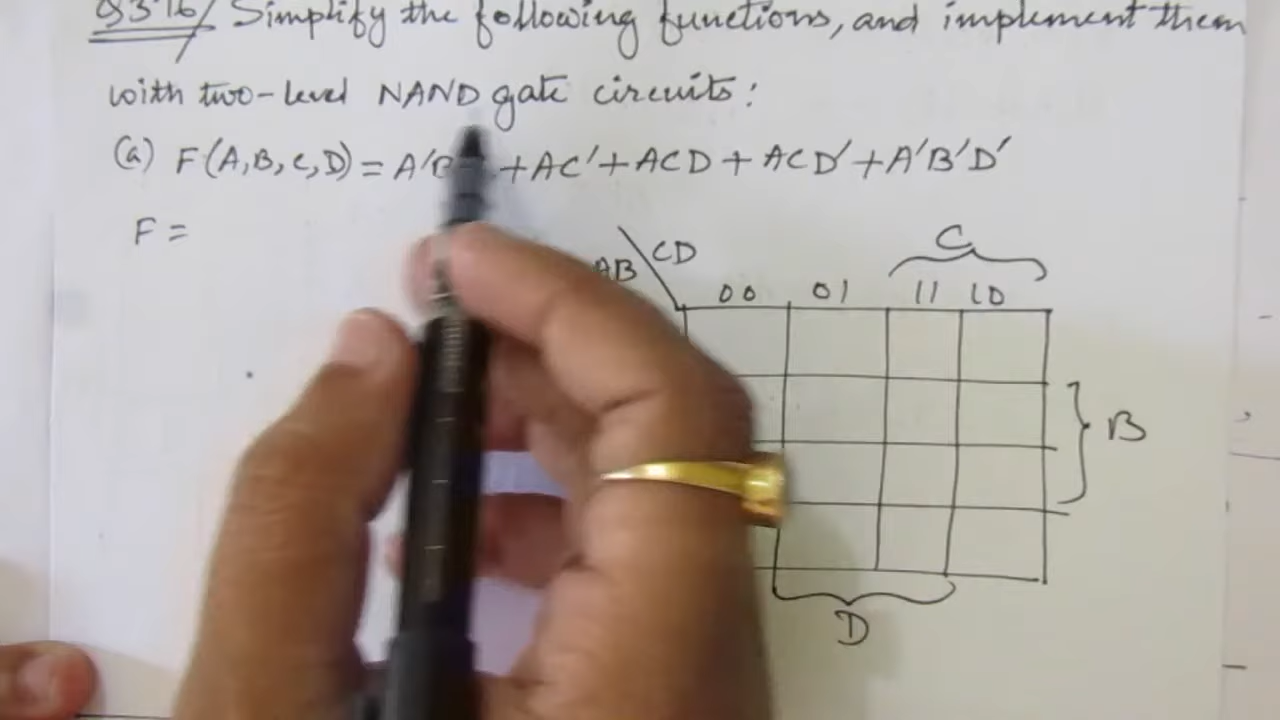 Q3.16/ Simplify the following functions, and implement them
with two-level NAND gate circuits:
(a) F(A,B,C,D) = A'B + AC' + ACD + ACD' + A'B'D'
F =
C
CD
AB
00 01 11 10
B
D